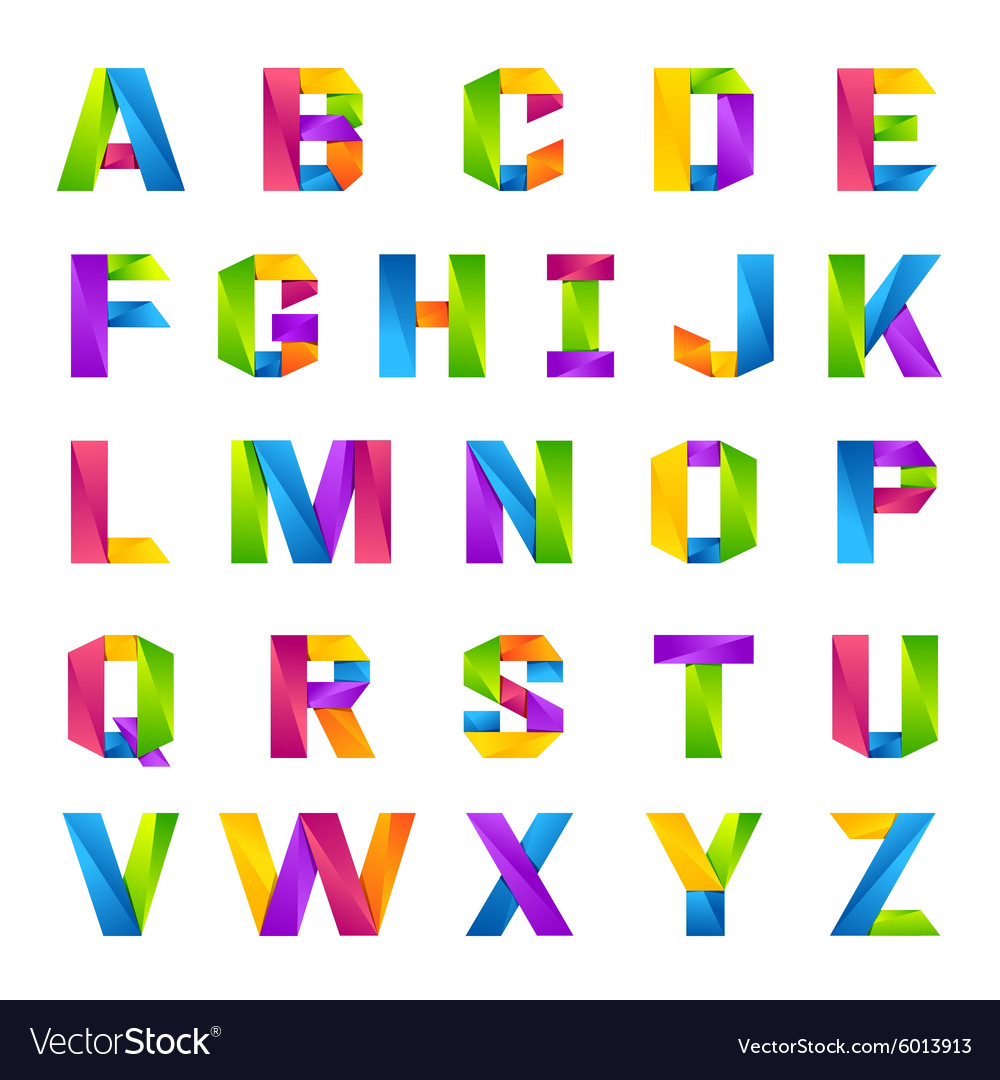 A B C D E
F G H I J K
L M N O P
Q R S T U
V W X Y Z
VectorStock® VectorStock.com/6013913